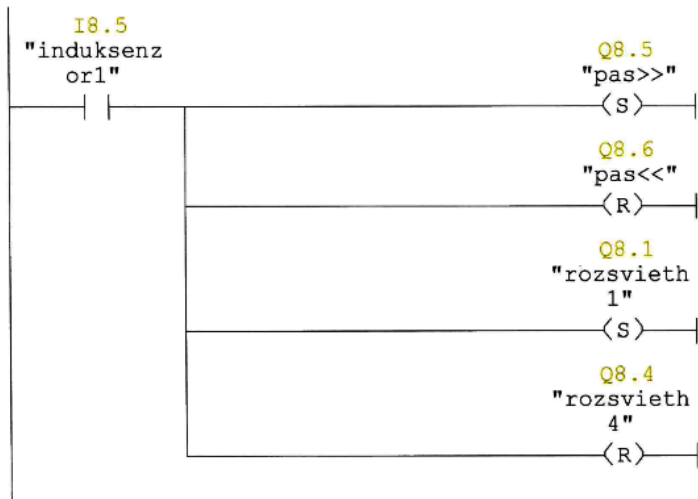 I8.5
"induksenz
or1"
Q8.5
"pas>>"
S
Q8.6
"pas<<"
R
Q8.1
"rozsvieth
1"
S
Q8.4
"rozsvieth
4"
R